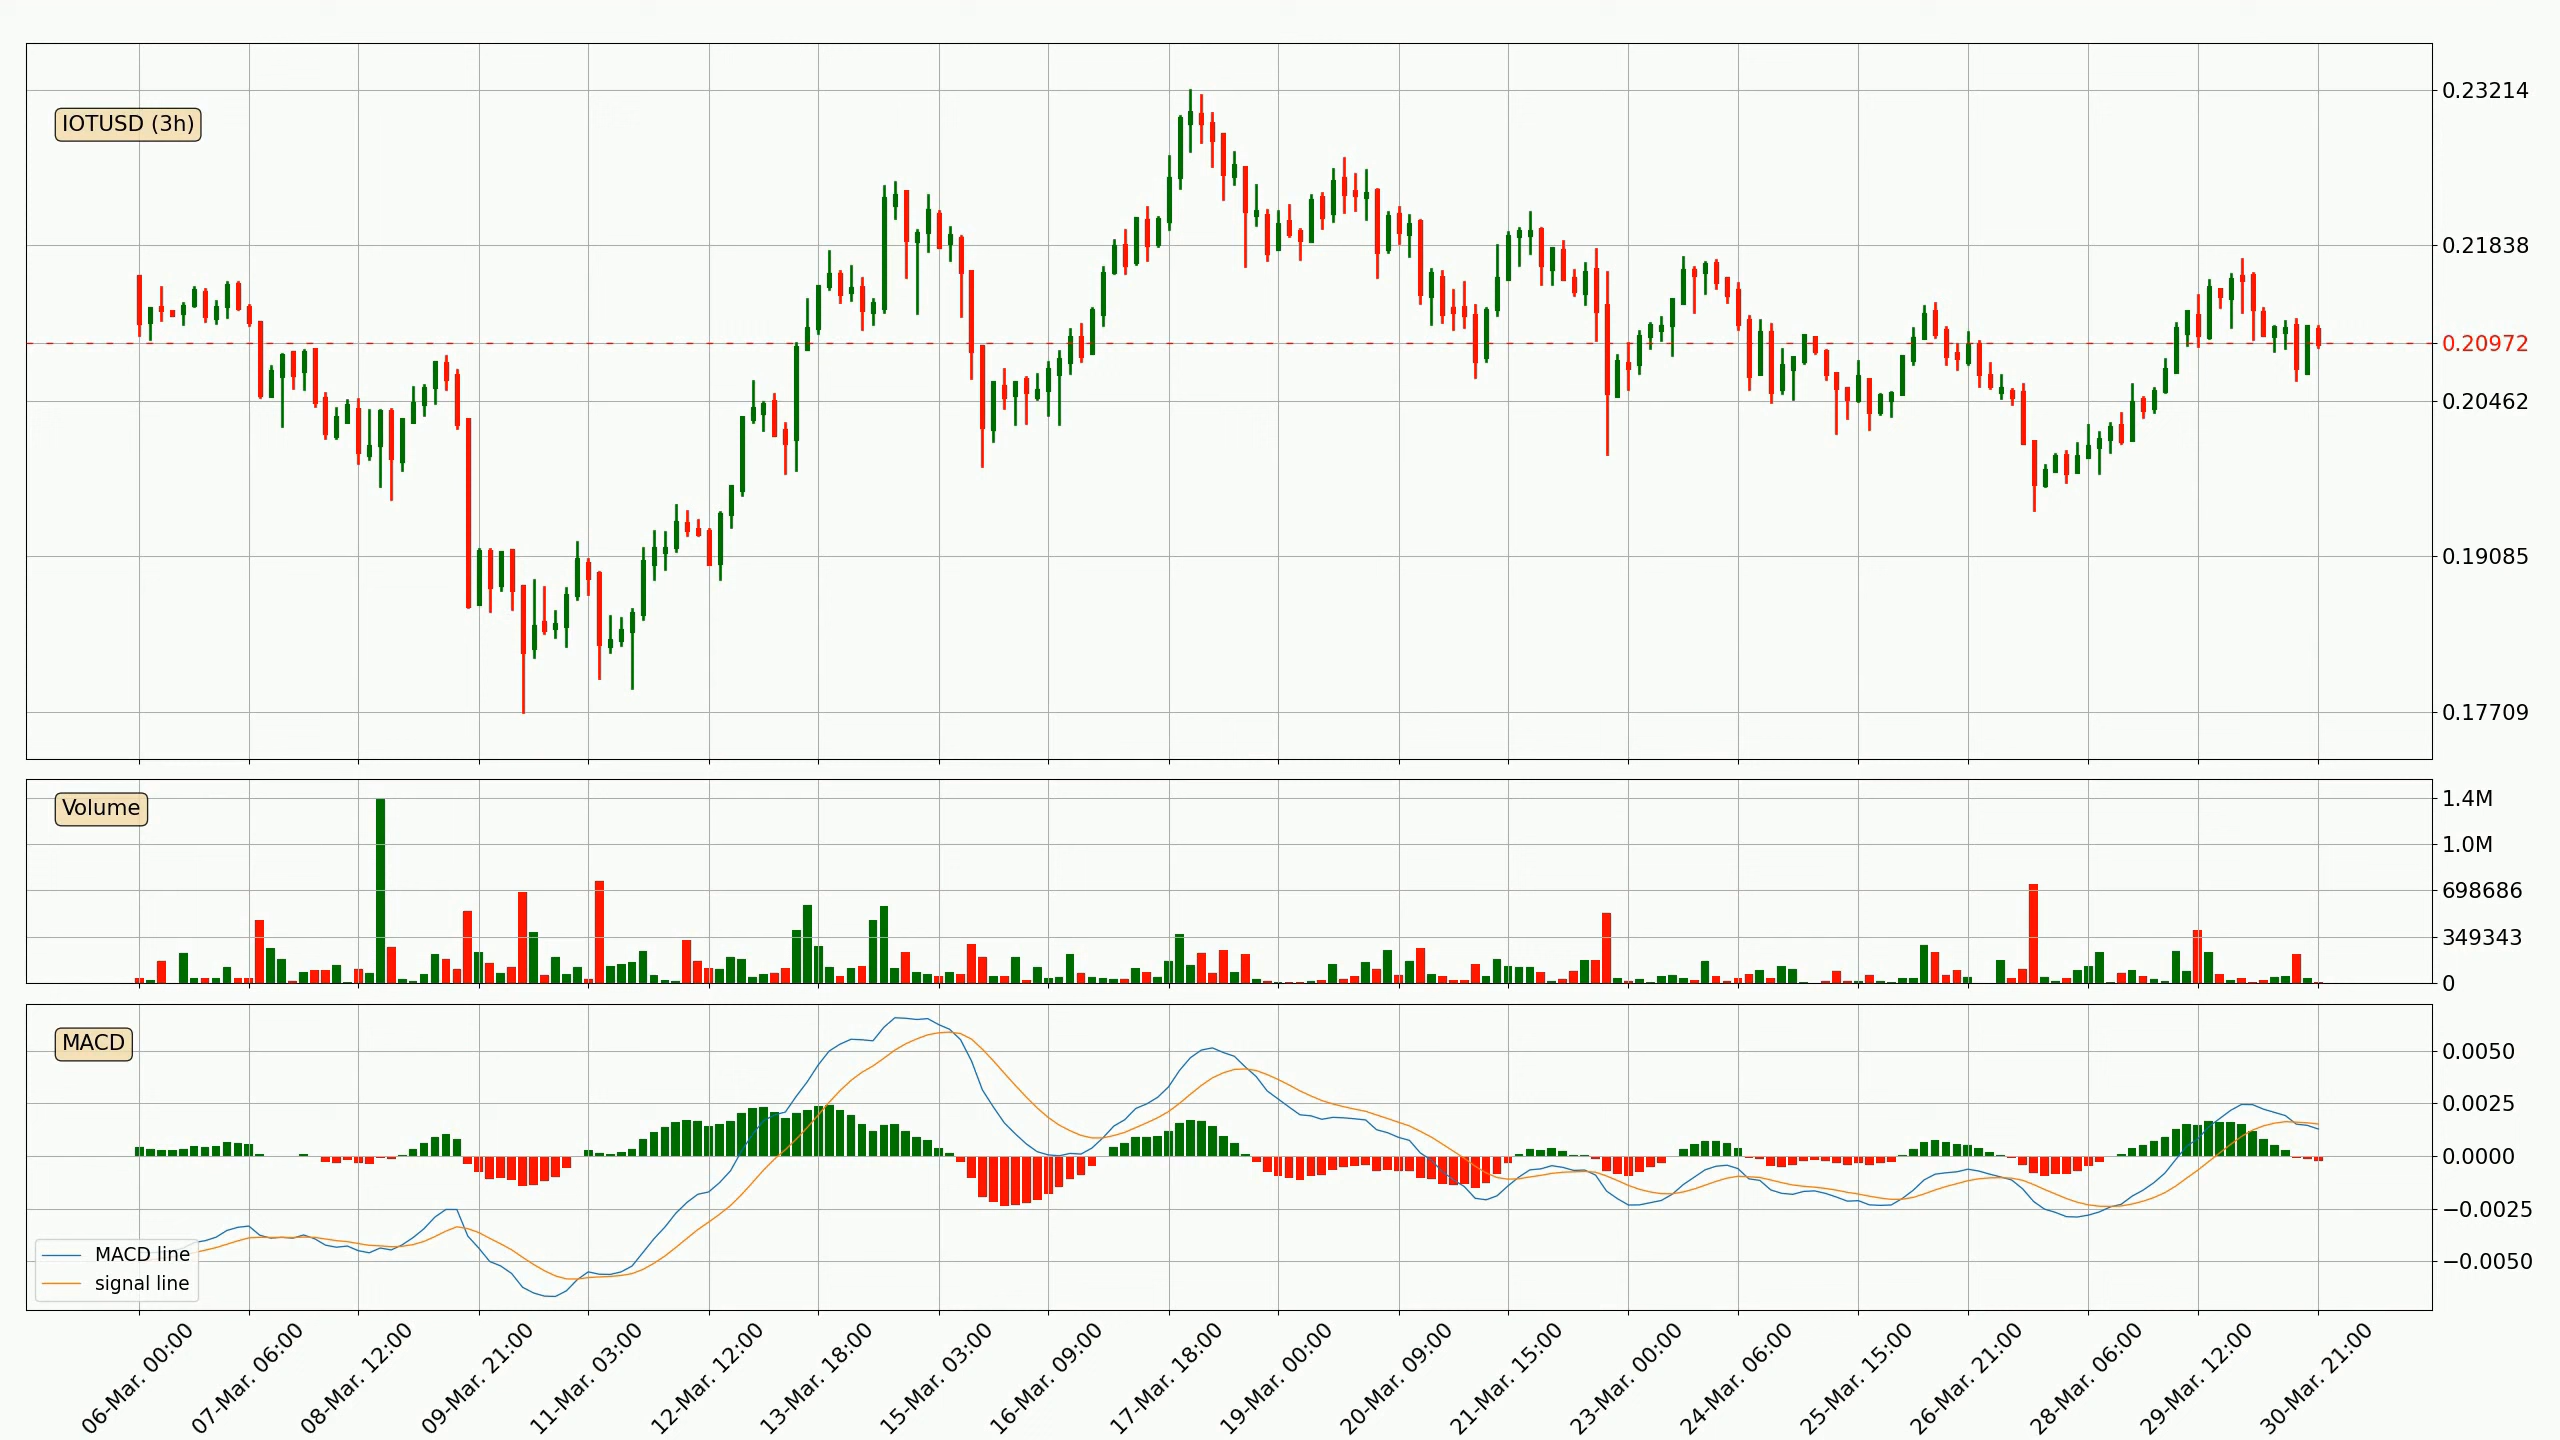 IOTUSD (3h)
0.23214
0.21838
0.20972
0.20462
0.19085
0.17709
Volume
1.4M
1.0M
698686
349343
0
MACD
0.0050
0.0025
0.0000
−0.0025
−0.0050
MACD line
signal line
06-Mar. 00:00
07-Mar. 06:00
08-Mar. 12:00
09-Mar. 21:00
11-Mar. 03:00
12-Mar. 12:00
13-Mar. 18:00
15-Mar. 03:00
16-Mar. 09:00
17-Mar. 18:00
19-Mar. 00:00
20-Mar. 09:00
21-Mar. 15:00
23-Mar. 00:00
24-Mar. 06:00
25-Mar. 15:00
26-Mar. 21:00
28-Mar. 06:00
29-Mar. 12:00
30-Mar. 21:00